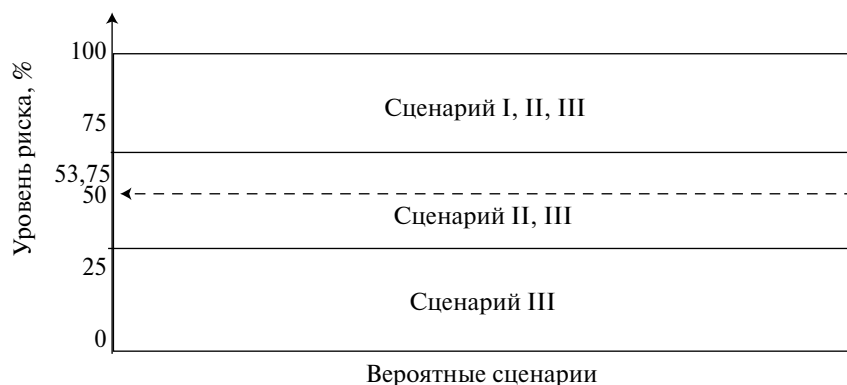 Уровень риска, %
100
Сценарий I, II, III
75
53,75
50
Сценарий II, III
25
Сценарий III
0
Вероятные сценарии